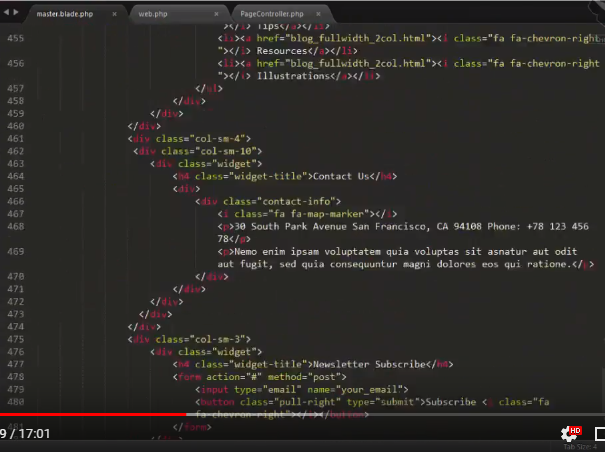 master.blade.php × web.php × PageController.php ×
></i> Tips</a></li>
455 <li><a href="blog_fullwidth_2col.html"><i class="fa fa-chevron-right
"></i> Resources</a></li>
456 <li><a href="blog_fullwidth_2col.html"><i class="fa fa-chevron-right
"></i> Illustrations</a></li>
457 </ul>
458 </div>
459 </div>
460 </div>
461 <div class="col-sm-4">
462 <div class="col-sm-10">
463 <div class="widget">
464 <h4 class="widget-title">Contact Us</h4>
465 <div>
466 <div class="contact-info">
467 <i class="fa fa-map-marker"></i>
468 <p>30 South Park Avenue San Francisco, CA 94108 Phone: +78 123 456
78</p>
469 <p>Nemo enim ipsam voluptatem quia voluptas sit asnatur aut odit
aut fugit, sed quia consequuntur magni dolores eos qui ratione.</p>
470 </div>
471 </div>
472 </div>
473 </div>
474 </div>
475 <div class="col-sm-3">
476 <div class="widget">
477 <h4 class="widget-title">Newsletter Subscribe</h4>
478 <form action="#" method="post">
479 <input type="email" name="your_email">
480 <button class="pull-right" type="submit">Subscribe <i class="fa
fa-chevron-right"></i></button>
481 </form>
9 / 17:01
HD
Tab Size: 4